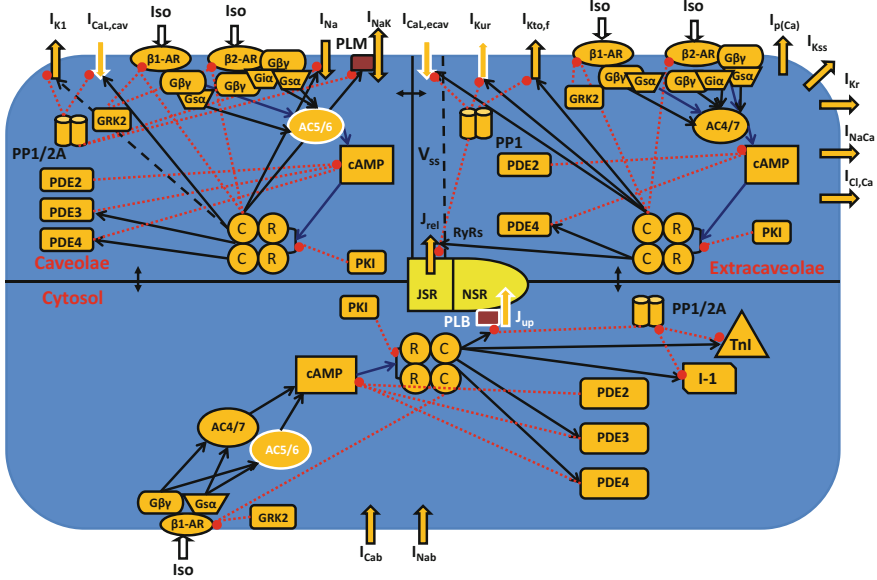 Iso Iso Iso Iso
I_K1 I_CaL,cav I_Na I_NaK I_CaL,ecav I_Kur I_Kto,f I_p(Ca)
PLM
I_Kss
β1-AR β2-AR Gβγ β1-AR β2-AR Gβγ
Gβγ Gsα Gβγ Giα Gsα Gβγ Gsα Gβγ Giα Gsα
I_Kr
GRK2 GRK2
AC5/6 AC4/7
PP1/2A PP1
I_NaCa
V_ss
PDE2 cAMP PDE2 cAMP
I_Cl,Ca
PDE3
C R C R
PDE4 J_rel RyRs PDE4 PKI
C R C R
Caveolae PKI Extracaveolae
Cytosol JSR NSR
PKI PLB J_up PP1/2A
TnI
R C
cAMP R C I-1
PDE2
AC4/7
PDE3
AC5/6
PDE4
Gβγ Gsα
β1-AR GRK2
Iso I_Cab I_Nab